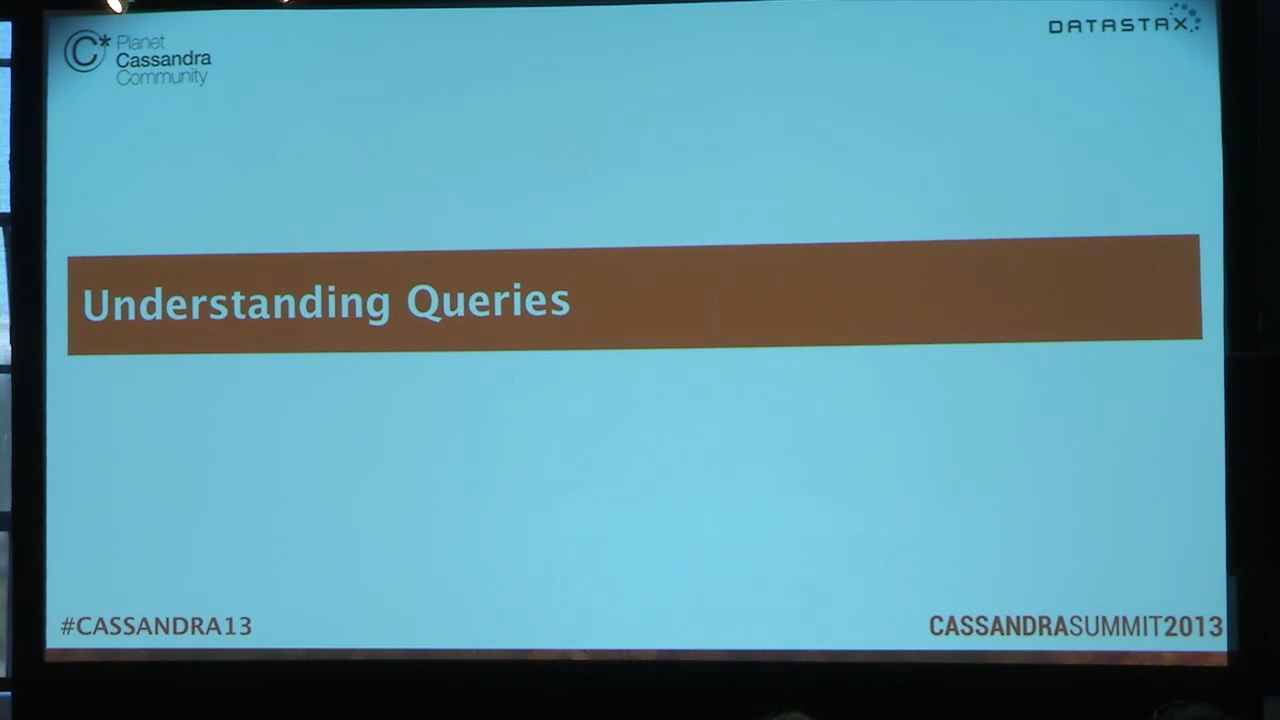 C* Planet
Cassandra
Community
DATASTAX
Understanding Queries
#CASSANDRA13
CASSANDRASUMMIT2013